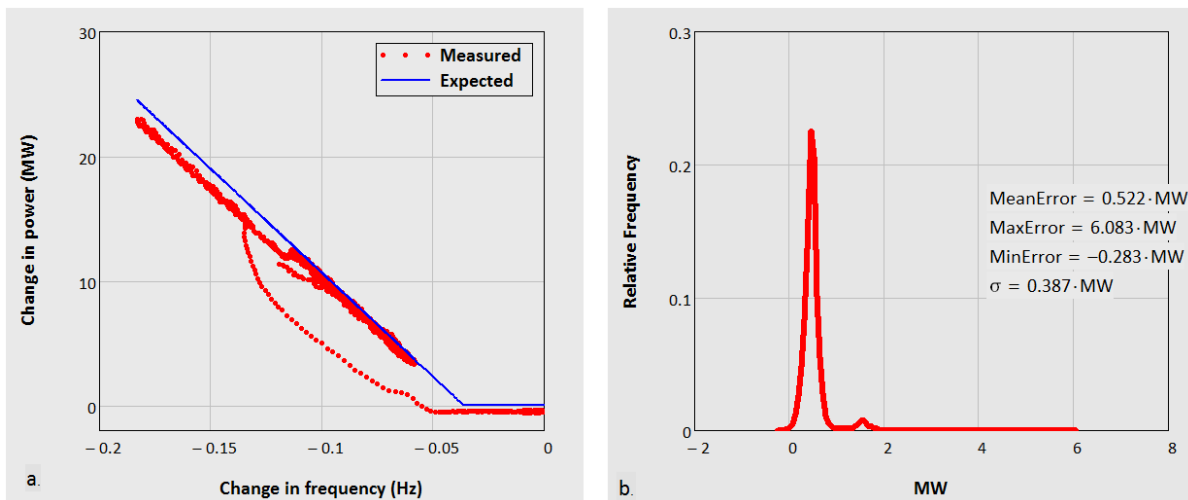 30
20
10
0
−0.2
−0.15
−0.1
−0.05
0
Change in power (MW)
Change in frequency (Hz)
Measured
Expected
a.
0.3
0.2
0.1
0
−2
0
2
4
6
8
Relative Frequency
MW
MeanError = 0.522·MW
MaxError = 6.083·MW
MinError = −0.283·MW
σ = 0.387·MW
b.